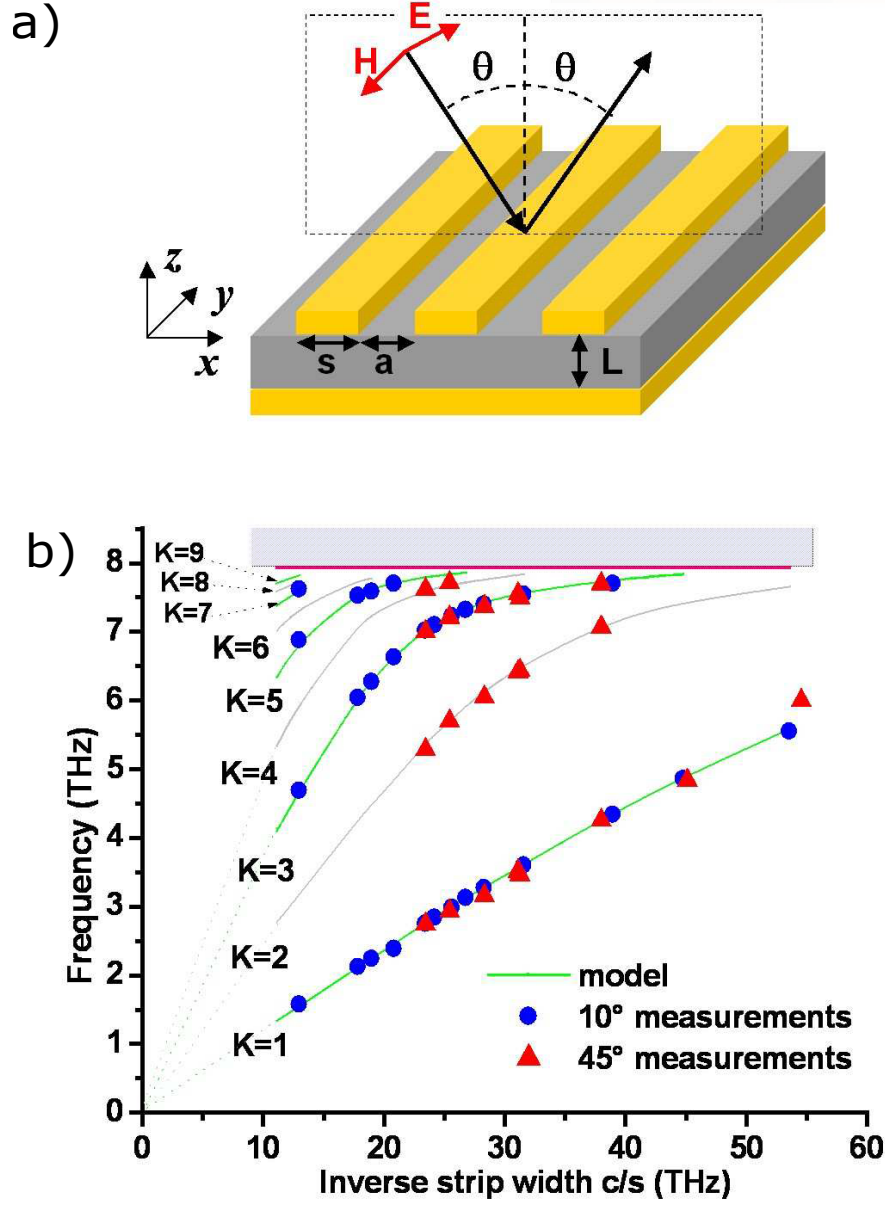 a)
E
H
θ θ
z
y
x
s a L
b)
8
7
6
5
4
3
2
1
0
Frequency (THz)
K=9
K=8
K=7
K=6
K=5
K=4
K=3
K=2
K=1
model
10° measurements
45° measurements
0 10 20 30 40 50 60
Inverse strip width c/s (THz)